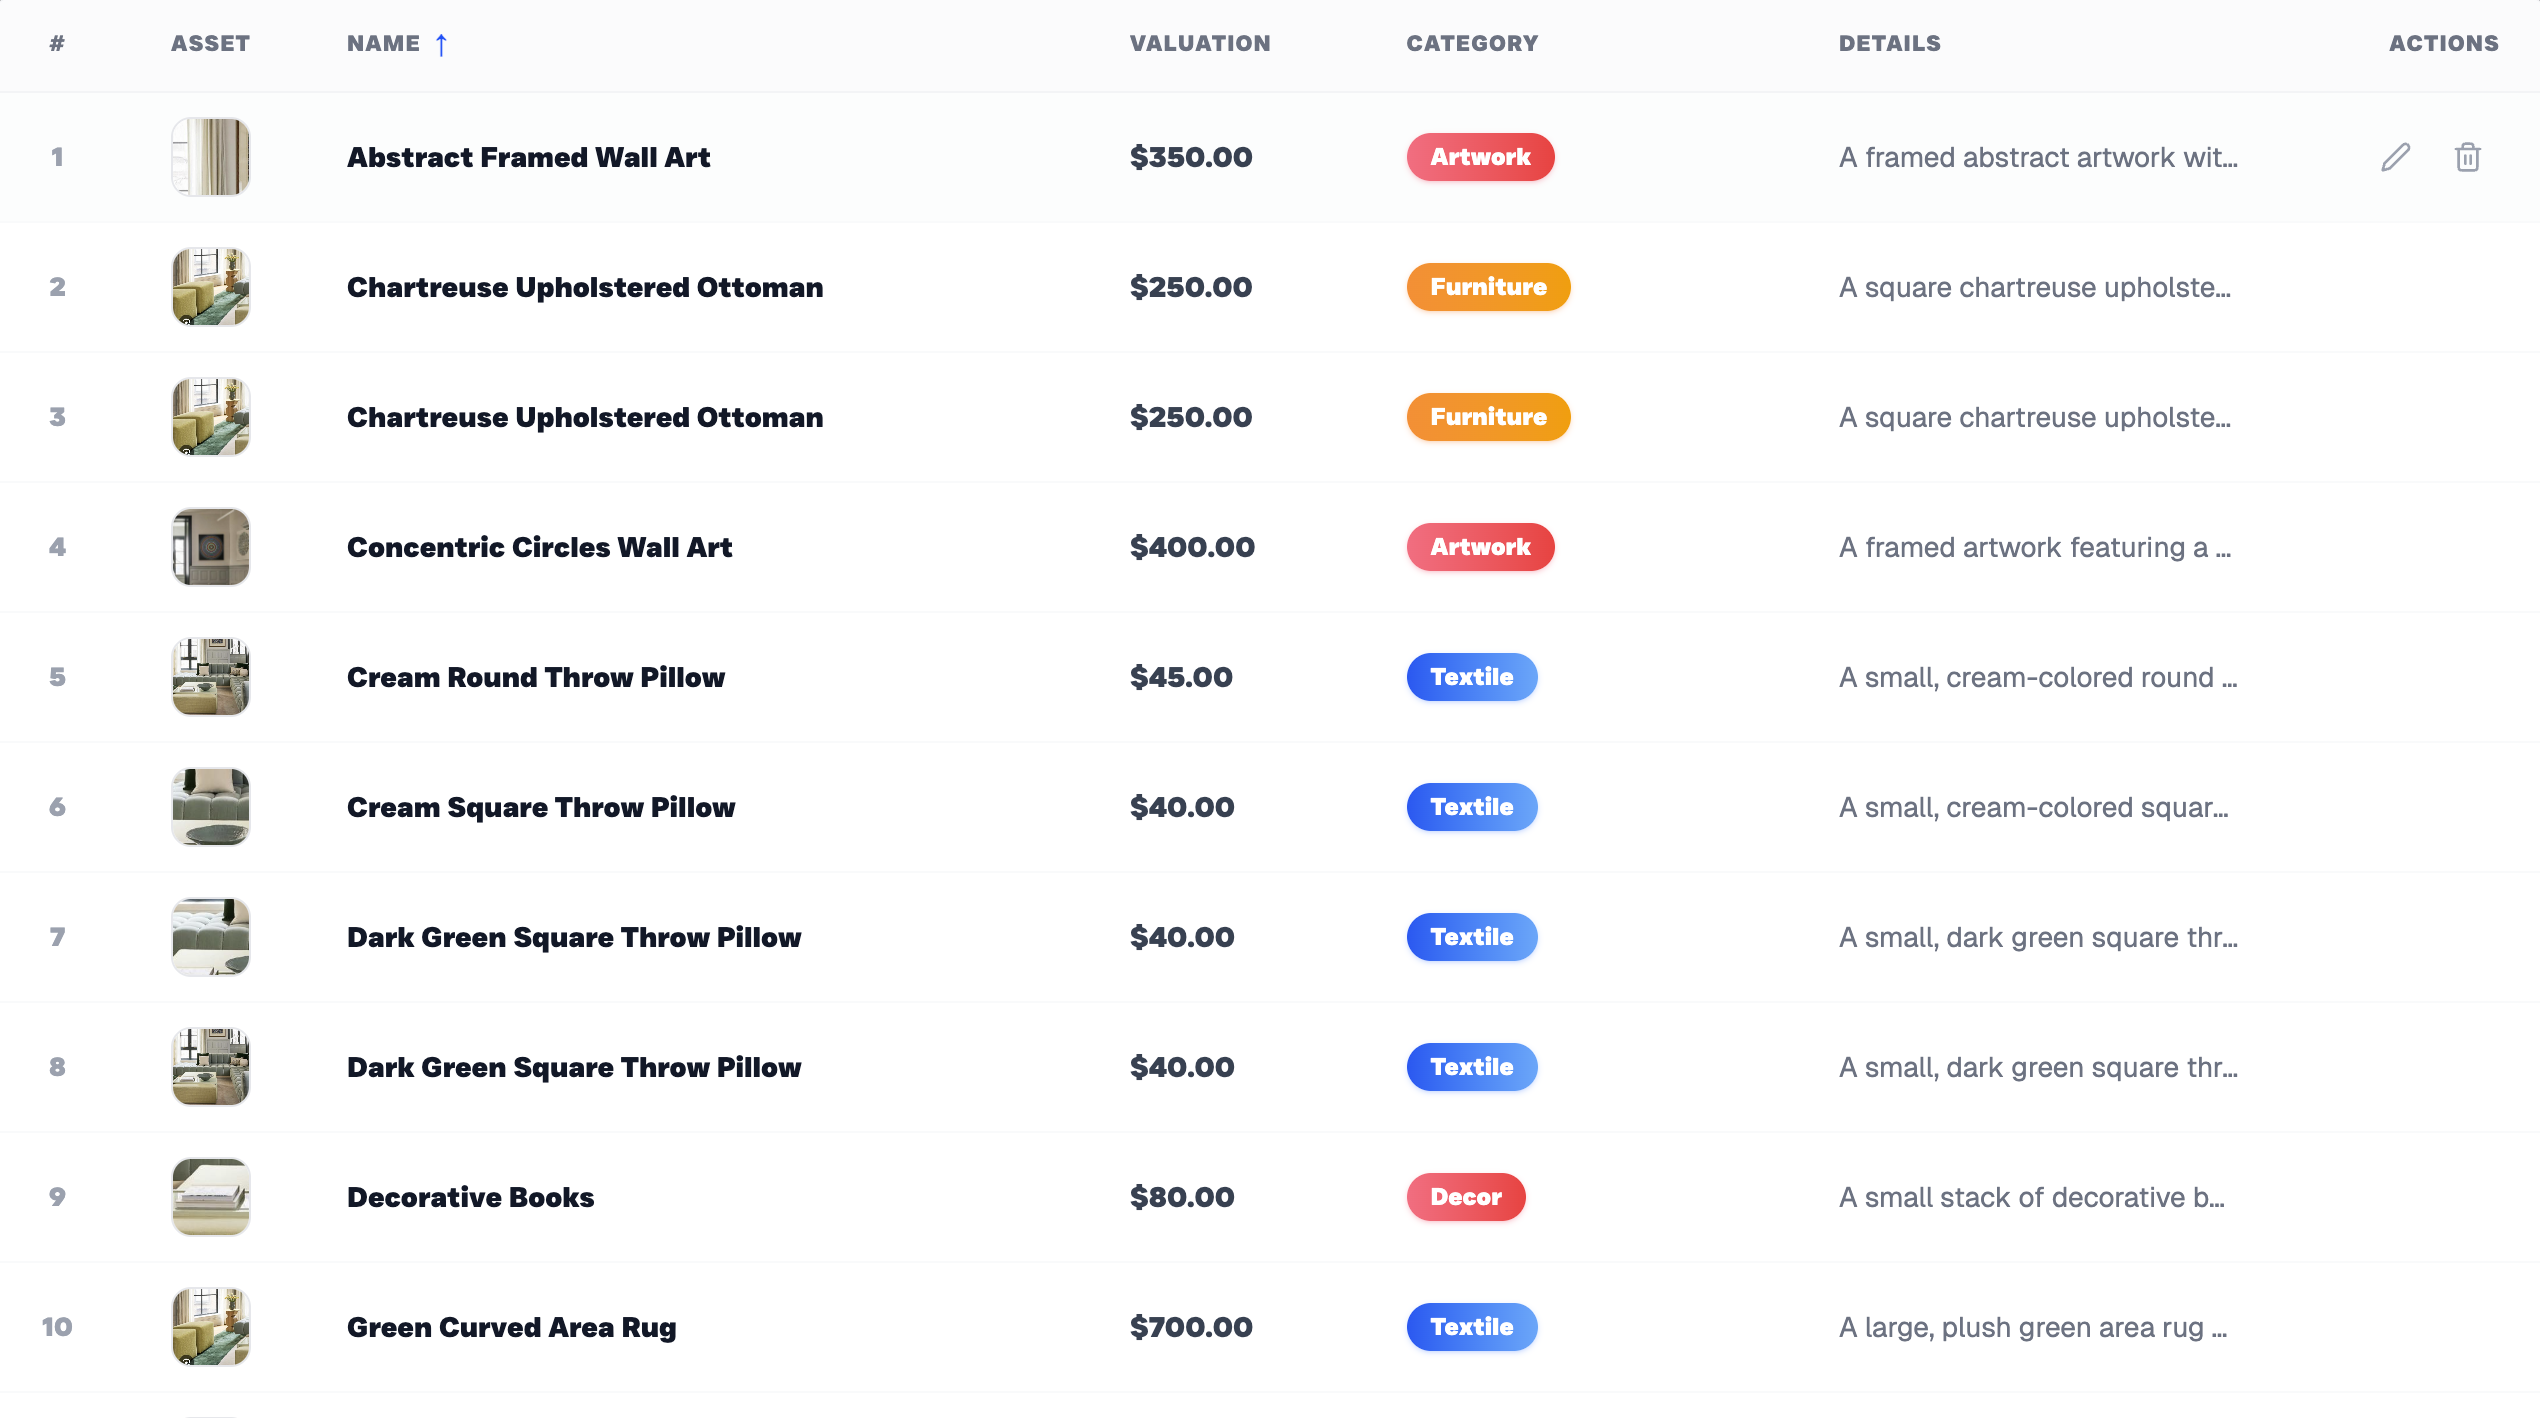 # ASSET NAME ↑ VALUATION CATEGORY DETAILS ACTIONS
1 Abstract Framed Wall Art $350.00 Artwork A framed abstract artwork wit...
2 Chartreuse Upholstered Ottoman $250.00 Furniture A square chartreuse upholste...
3 Chartreuse Upholstered Ottoman $250.00 Furniture A square chartreuse upholste...
4 Concentric Circles Wall Art $400.00 Artwork A framed artwork featuring a ...
5 Cream Round Throw Pillow $45.00 Textile A small, cream-colored round ...
6 Cream Square Throw Pillow $40.00 Textile A small, cream-colored squar...
7 Dark Green Square Throw Pillow $40.00 Textile A small, dark green square thr...
8 Dark Green Square Throw Pillow $40.00 Textile A small, dark green square thr...
9 Decorative Books $80.00 Decor A small stack of decorative b...
10 Green Curved Area Rug $700.00 Textile A large, plush green area rug ...